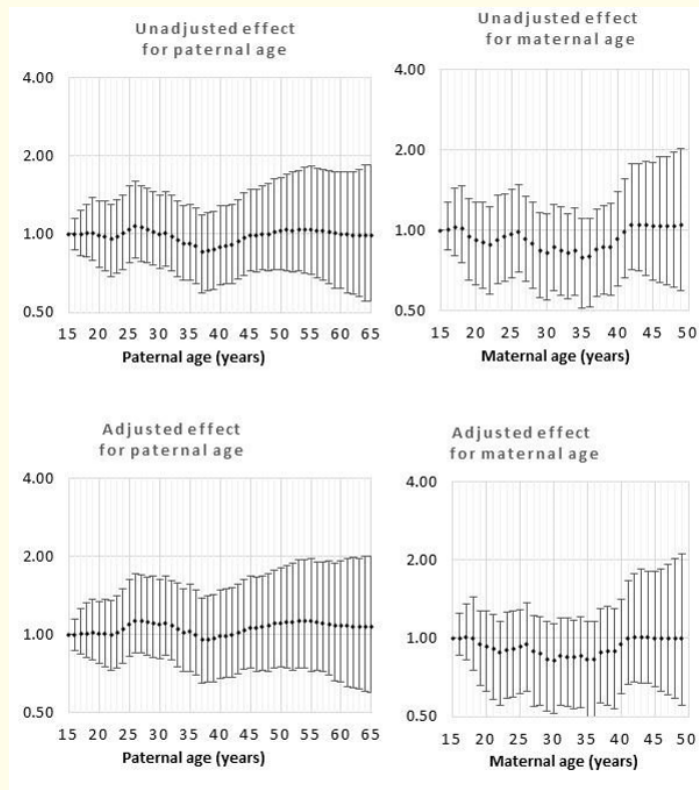 Unadjusted effect
for paternal age
4.00
2.00
1.00
0.50
15 20 25 30 35 40 45 50 55 60 65
Paternal age (years)
Unadjusted effect
for maternal age
4.00
2.00
1.00
0.50
15 20 25 30 35 40 45 50
Maternal age (years)
Adjusted effect
for paternal age
4.00
2.00
1.00
0.50
15 20 25 30 35 40 45 50 55 60 65
Paternal age (years)
Adjusted effect
for maternal age
4.00
2.00
1.00
0.50
15 20 25 30 35 40 45 50
Maternal age (years)